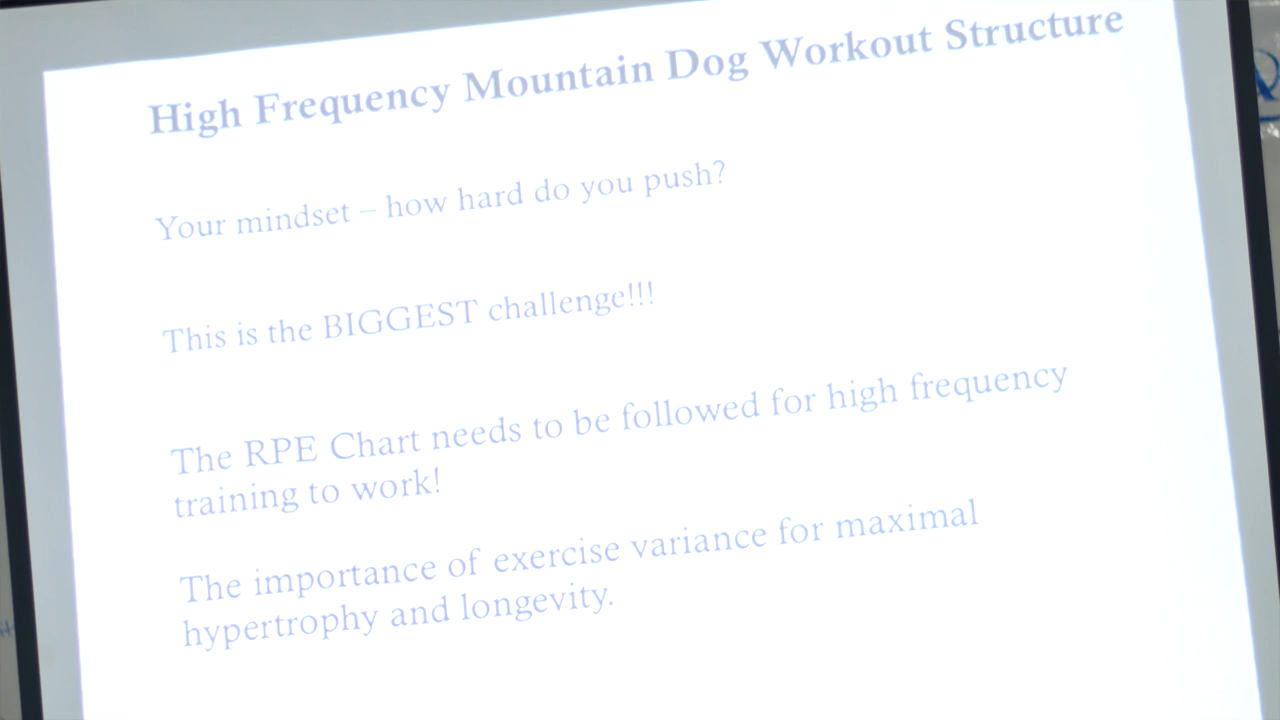 High Frequency Mountain Dog Workout Structure
Your mindset – how hard do you push?
This is the BIGGEST challenge!!!
The RPE Chart needs to be followed for high frequency
training to work!
The importance of exercise variance for maximal
hypertrophy and longevity.